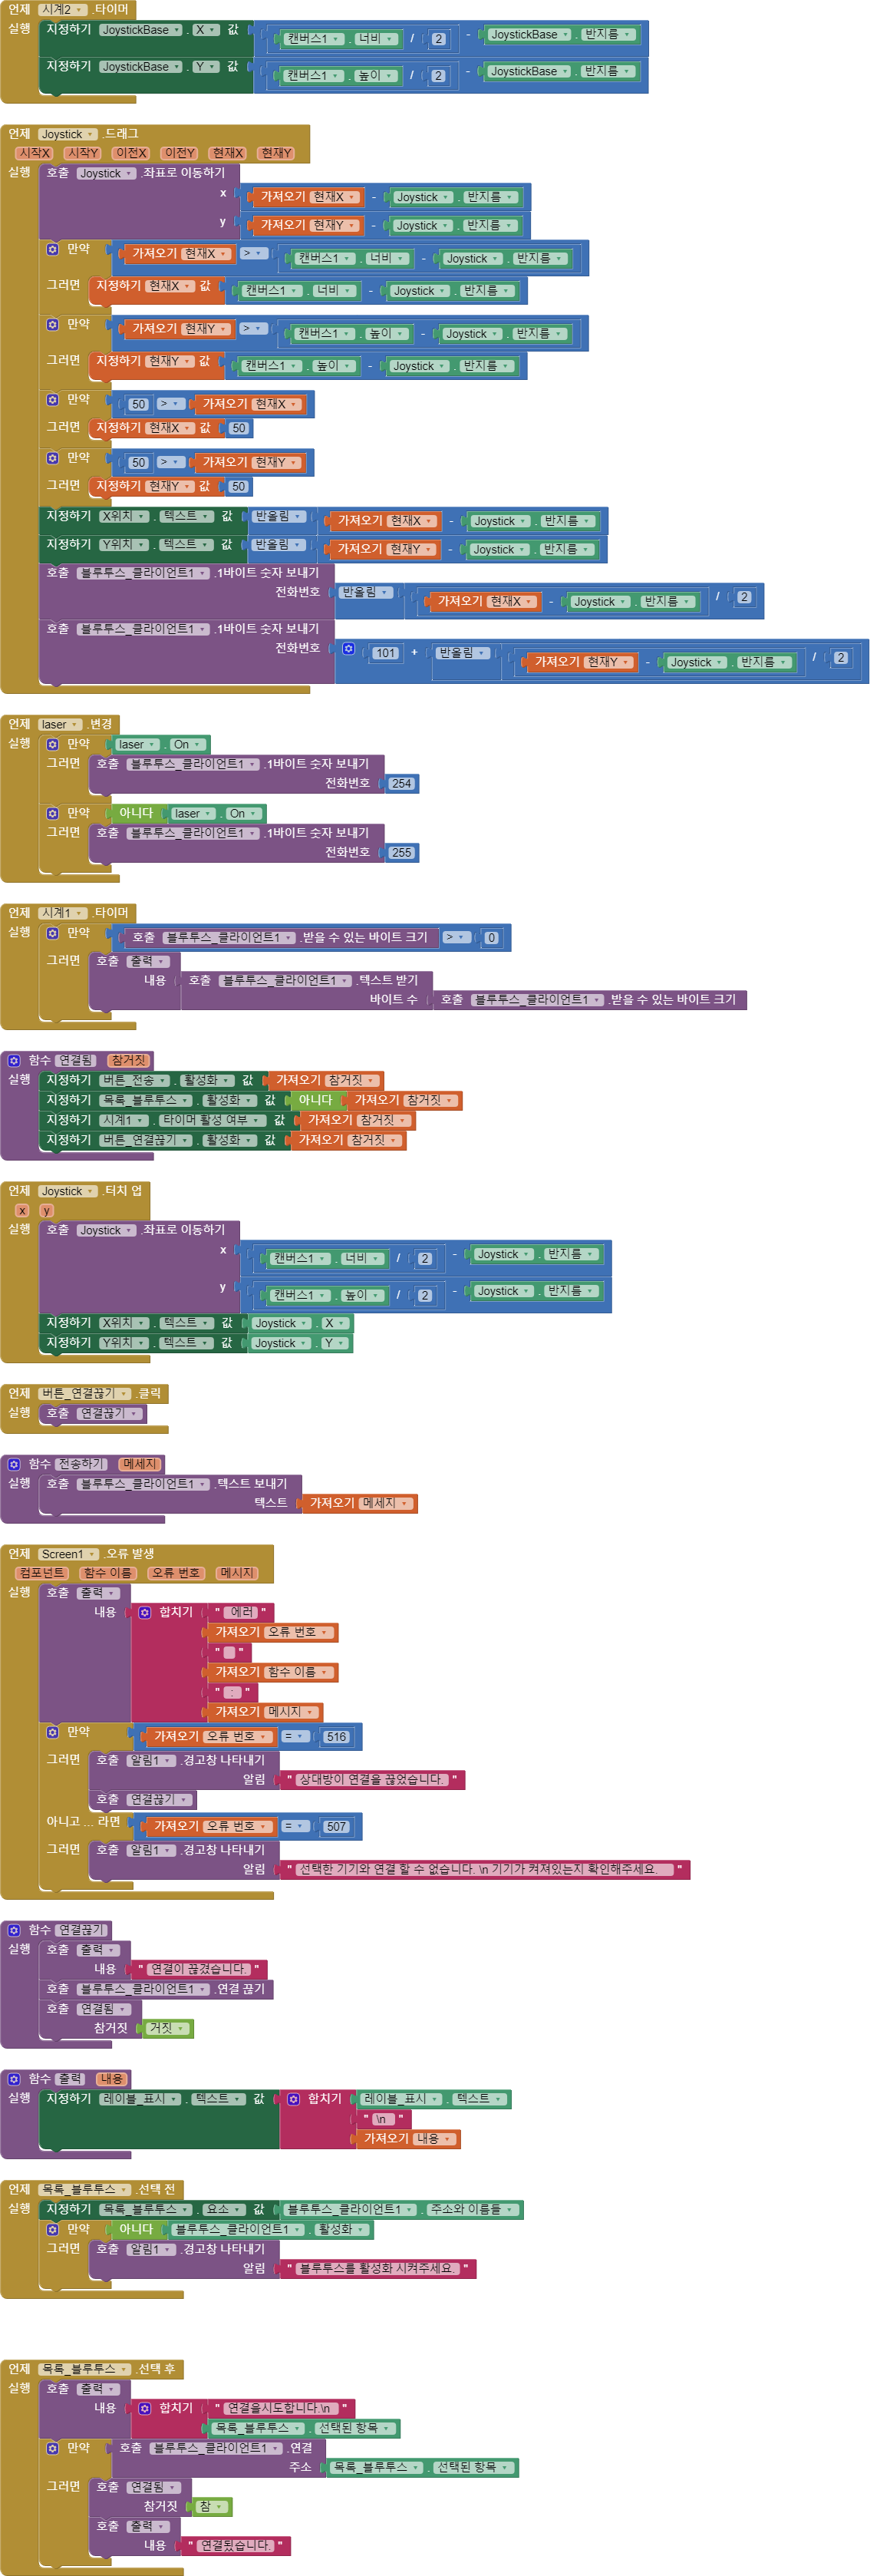 언제 시계2 .타이머
실행 지정하기 JoystickBase . X 값 캔버스1 . 너비 / 2 - JoystickBase . 반지름
지정하기 JoystickBase . Y 값 캔버스1 . 높이 / 2 - JoystickBase . 반지름
언제 Joystick .드래그
시작X 시작Y 이전X 이전Y 현재X 현재Y
실행 호출 Joystick .좌표로 이동하기
x 가져오기 현재X - Joystick . 반지름
y 가져오기 현재Y - Joystick . 반지름
만약 가져오기 현재X > 캔버스1 . 너비 - Joystick . 반지름
그러면 지정하기 현재X 값 캔버스1 . 너비 - Joystick . 반지름
만약 가져오기 현재Y > 캔버스1 . 높이 - Joystick . 반지름
그러면 지정하기 현재Y 값 캔버스1 . 높이 - Joystick . 반지름
만약 50 > 가져오기 현재X
그러면 지정하기 현재X 값 50
만약 50 > 가져오기 현재Y
그러면 지정하기 현재Y 값 50
지정하기 X위치 . 텍스트 값 반올림 가져오기 현재X - Joystick . 반지름
지정하기 Y위치 . 텍스트 값 반올림 가져오기 현재Y - Joystick . 반지름
호출 블루투스_클라이언트1 .1바이트 숫자 보내기
전화번호 반올림 가져오기 현재X - Joystick . 반지름 / 2
호출 블루투스_클라이언트1 .1바이트 숫자 보내기
전화번호 101 + 반올림 가져오기 현재Y - Joystick . 반지름 / 2
언제 laser .변경
실행 만약 laser . On
그러면 호출 블루투스_클라이언트1 .1바이트 숫자 보내기
전화번호 254
만약 아니다 laser . On
그러면 호출 블루투스_클라이언트1 .1바이트 숫자 보내기
전화번호 255
언제 시계1 .타이머
실행 만약 호출 블루투스_클라이언트1 .받을 수 있는 바이트 크기 > 0
그러면 호출 출력
내용 호출 블루투스_클라이언트1 .텍스트 받기
바이트 수 호출 블루투스_클라이언트1 .받을 수 있는 바이트 크기
함수 연결됨 참거짓
실행 지정하기 버튼_전송 . 활성화 값 가져오기 참거짓
지정하기 목록_블루투스 . 활성화 값 아니다 가져오기 참거짓
지정하기 시계1 . 타이머 활성 여부 값 가져오기 참거짓
지정하기 버튼_연결끊기 . 활성화 값 가져오기 참거짓
언제 Joystick .터치 업
x y
실행 호출 Joystick .좌표로 이동하기
x 캔버스1 . 너비 / 2 - Joystick . 반지름
y 캔버스1 . 높이 / 2 - Joystick . 반지름
지정하기 X위치 . 텍스트 값 Joystick . X
지정하기 Y위치 . 텍스트 값 Joystick . Y
언제 버튼_연결끊기 .클릭
실행 호출 연결끊기
함수 전송하기 메세지
실행 호출 블루투스_클라이언트1 .텍스트 보내기
텍스트 가져오기 메세지
언제 Screen1 .오류 발생
컴포넌트 함수 이름 오류 번호 메시지
실행 호출 출력
내용 합치기 " 에러 "
가져오기 오류 번호
" "
가져오기 함수 이름
" : "
가져오기 메시지
만약 가져오기 오류 번호 = 516
그러면 호출 알림1 .경고창 나타내기
알림 " 상대방이 연결을 끊었습니다. "
호출 연결끊기
아니고 ... 라면 가져오기 오류 번호 = 507
그러면 호출 알림1 .경고창 나타내기
알림 " 선택한 기기와 연결 할 수 없습니다. \n 기기가 켜져있는지 확인해주세요. "
함수 연결끊기
실행 호출 출력
내용 " 연결이 끊겼습니다. "
호출 블루투스_클라이언트1 .연결 끊기
호출 연결됨
참거짓 거짓
함수 출력 내용
실행 지정하기 레이블_표시 . 텍스트 값 합치기 레이블_표시 . 텍스트
" \n "
가져오기 내용
언제 목록_블루투스 .선택 전
실행 지정하기 목록_블루투스 . 요소 값 블루투스_클라이언트1 . 주소와 이름들
만약 아니다 블루투스_클라이언트1 . 활성화
그러면 호출 알림1 .경고창 나타내기
알림 " 블루투스를 활성화 시켜주세요. "
언제 목록_블루투스 .선택 후
실행 호출 출력
내용 합치기 " 연결을시도합니다.\n "
목록_블루투스 . 선택된 항목
만약 호출 블루투스_클라이언트1 .연결
주소 목록_블루투스 . 선택된 항목
그러면 호출 연결됨
참거짓 참
호출 출력
내용 " 연결됬습니다. "